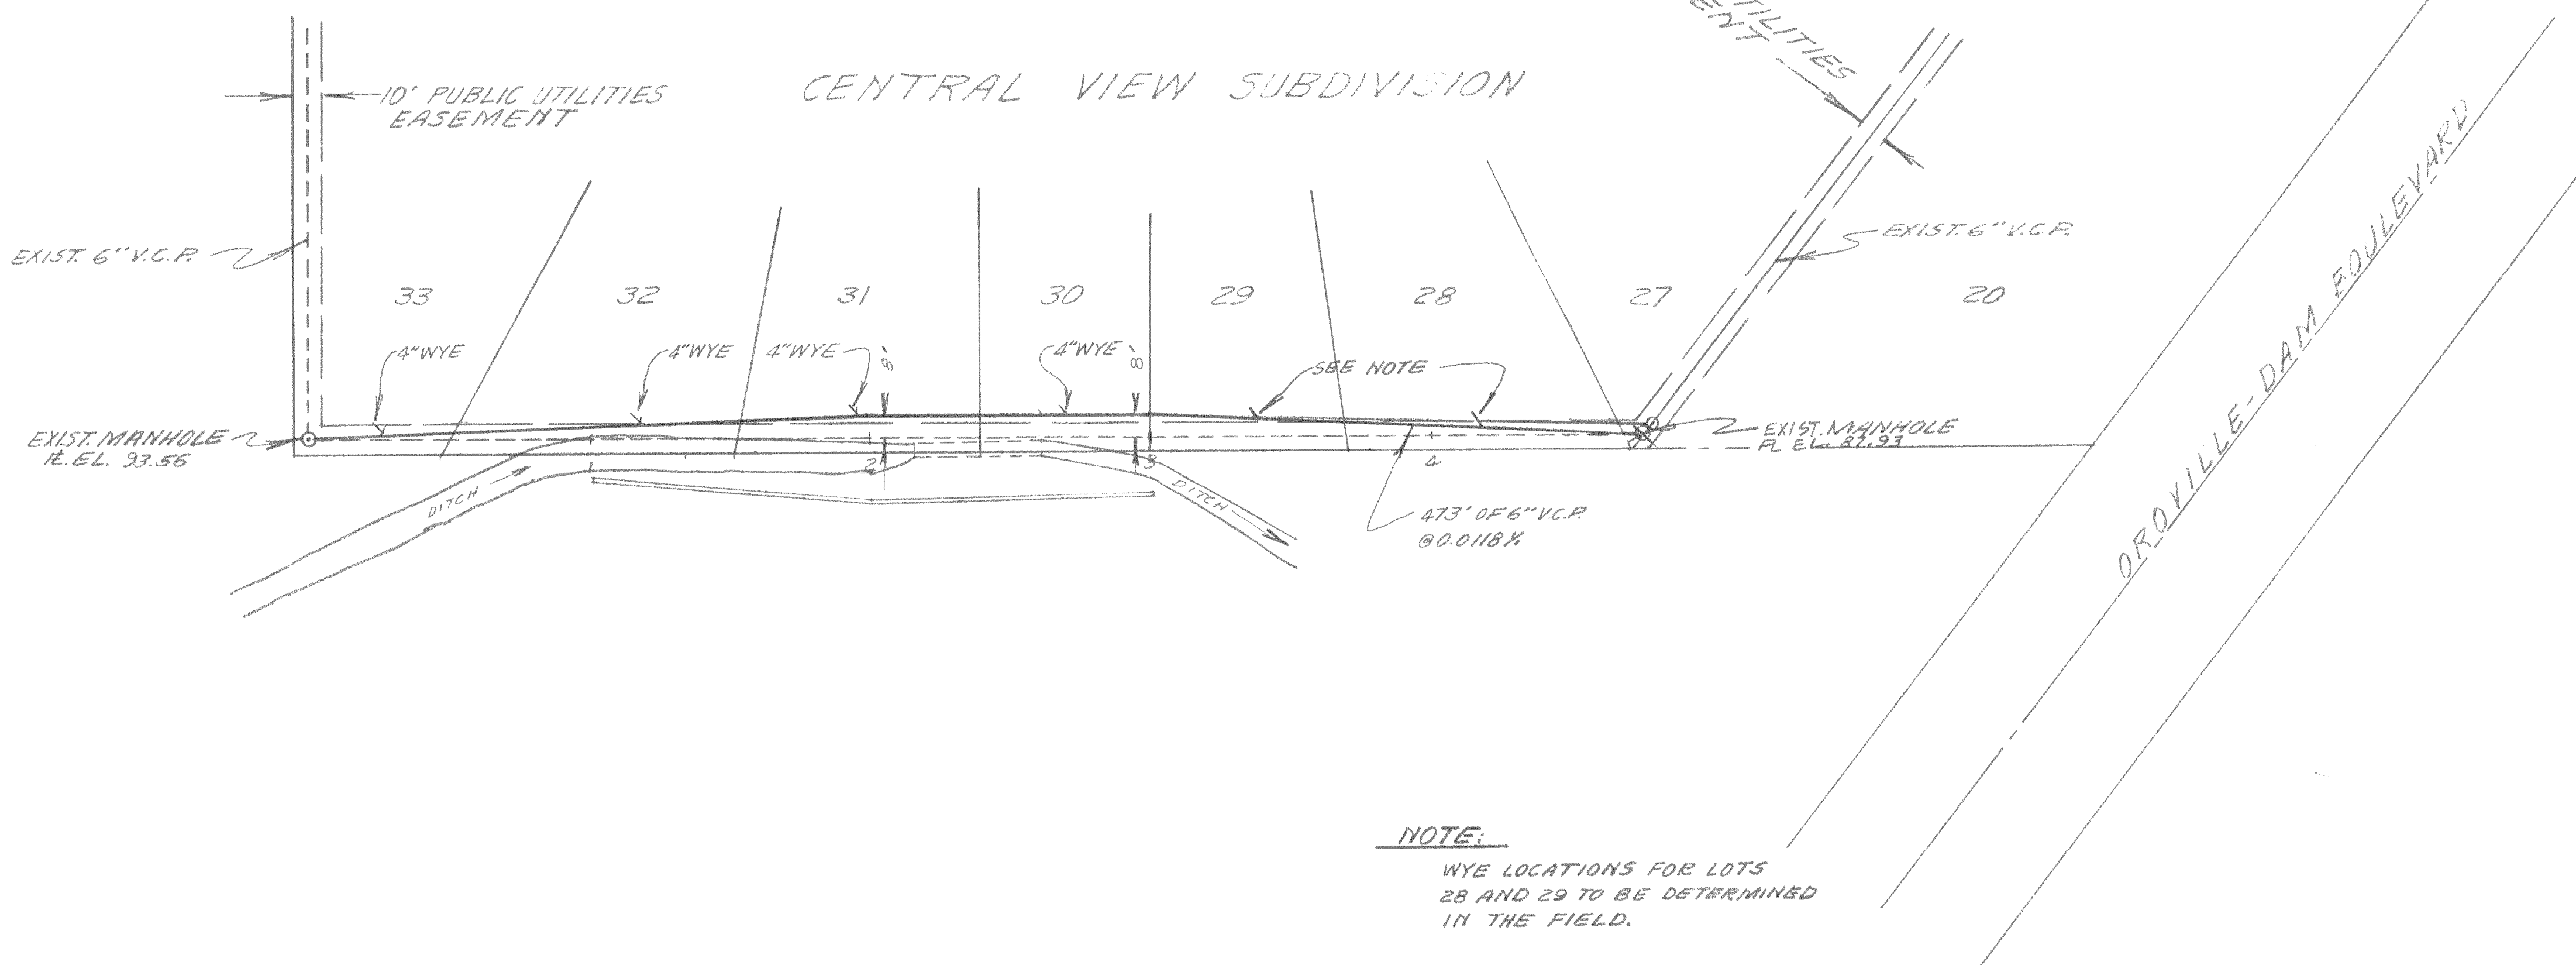 UTILITIES
10' PUBLIC UTILITIES
EASEMENT
CENTRAL VIEW SUBDIVISION
EXIST. 6" V.C.P.
EXIST. 6" V.C.P.
33
32
31
30
29
28
27
20
4" WYE
4" WYE
4" WYE
8'
4" WYE
8'
SEE NOTE
EXIST. MANHOLE
FL. EL. 93.56
EXIST. MANHOLE
FL EL. 87.93
2
3
4
DITCH
DITCH
473' OF 6" V.C.P.
@ 0.0118%
OROVILLE - DAM BOULEVARD
NOTE:
WYE LOCATIONS FOR LOTS
28 AND 29 TO BE DETERMINED
IN THE FIELD.